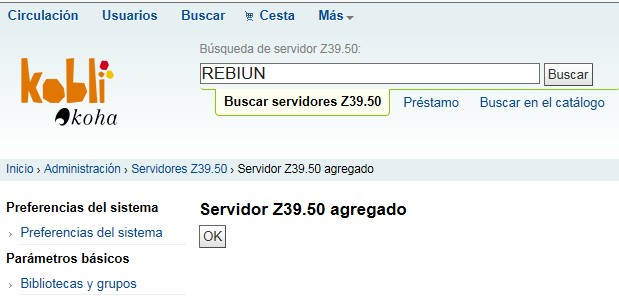 Circulación Usuarios Buscar Cesta Más
Búsqueda de servidor Z39.50:
REBIUN Buscar
Buscar servidores Z39.50 Préstamo Buscar en el catálogo
kobli
koha
Inicio › Administración › Servidores Z39.50 › Servidor Z39.50 agregado
Preferencias del sistema
› Preferencias del sistema
Parámetros básicos
› Bibliotecas y grupos
Servidor Z39.50 agregado
OK